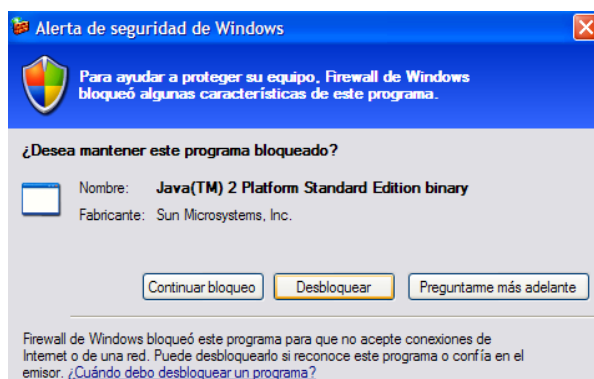 Alerta de seguridad de Windows
Para ayudar a proteger su equipo, Firewall de Windows
bloqueó algunas características de este programa.
¿Desea mantener este programa bloqueado?
Nombre: Java(TM) 2 Platform Standard Edition binary
Fabricante: Sun Microsystems, Inc.
Continuar bloqueo Desbloquear Preguntarme más adelante
Firewall de Windows bloqueó este programa para que no acepte conexiones de
Internet o de una red. Puede desbloquearlo si reconoce este programa o confía en el
emisor. ¿Cuándo debo desbloquear un programa?